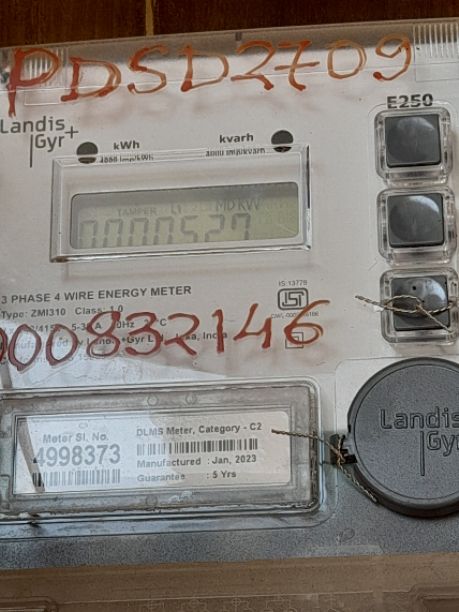 PDSD2709
E250
Landis
Gyr+
kWh
kvarh
TAMPER L1 MD KW
0000527
3 PHASE 4 WIRE ENERGY METER
IS:13779
Type: ZMI310 Class: 1.0
000832146
Meter Sl. No.
4998373
DLMS Meter, Category - C2
Manufactured : Jan, 2023
Guarantee : 5 Yrs
Landis
Gyr